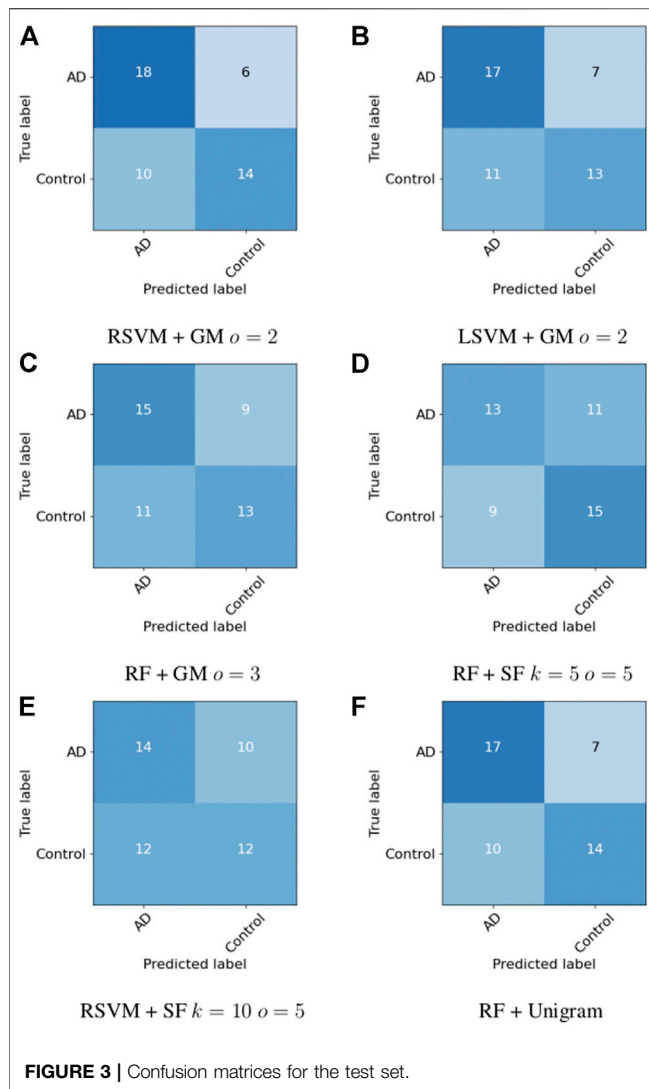 A
B
AD
18
6
Control
10
14
True label
AD
Control
Predicted label
RSVM + GM o = 2
AD
17
7
Control
11
13
True label
AD
Control
Predicted label
LSVM + GM o = 2
C
D
AD
15
9
Control
11
13
True label
AD
Control
Predicted label
RF + GM o = 3
AD
13
11
Control
9
15
True label
AD
Control
Predicted label
RF + SF k = 5 o = 5
E
F
AD
14
10
Control
12
12
True label
AD
Control
Predicted label
RSVM + SF k = 10 o = 5
AD
17
7
Control
10
14
True label
AD
Control
Predicted label
RF + Unigram
FIGURE 3 | Confusion matrices for the test set.